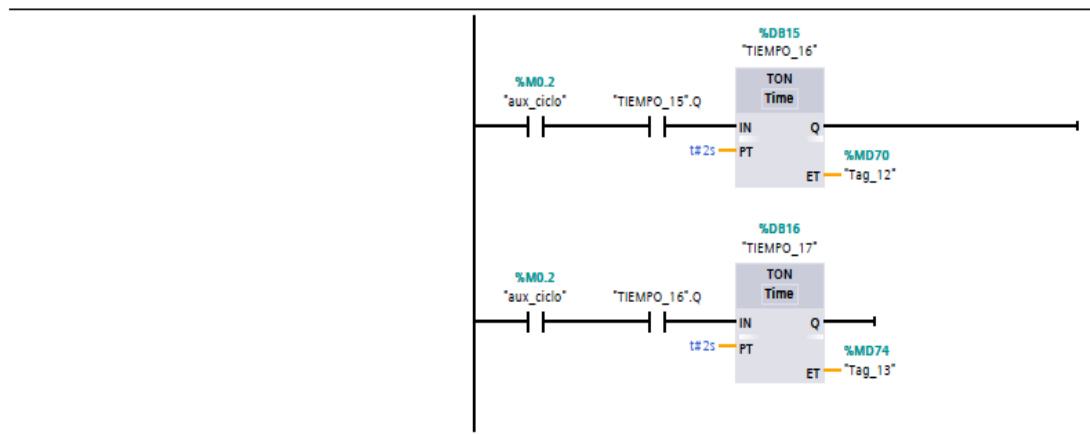 %DB15
"TIEMPO_16"
TON
Time
%M0.2
"aux_ciclo"
"TIEMPO_15".Q
IN
Q
t#2s
PT
%MD70
ET
"Tag_12"
%DB16
"TIEMPO_17"
TON
Time
%M0.2
"aux_ciclo"
"TIEMPO_16".Q
IN
Q
t#2s
PT
%MD74
ET
"Tag_13"